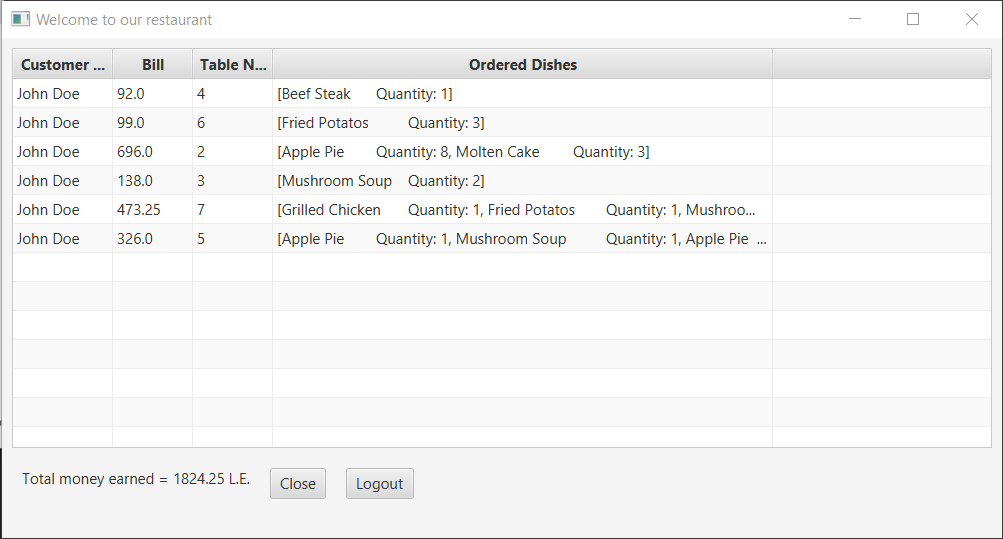 Welcome to our restaurant
Customer ... Bill Table N... Ordered Dishes
John Doe 92.0 4 [Beef Steak Quantity: 1]
John Doe 99.0 6 [Fried Potatos Quantity: 3]
John Doe 696.0 2 [Apple Pie Quantity: 8, Molten Cake Quantity: 3]
John Doe 138.0 3 [Mushroom Soup Quantity: 2]
John Doe 473.25 7 [Grilled Chicken Quantity: 1, Fried Potatos Quantity: 1, Mushroo...
John Doe 326.0 5 [Apple Pie Quantity: 1, Mushroom Soup Quantity: 1, Apple Pie ...
Total money earned = 1824.25 L.E. Close Logout